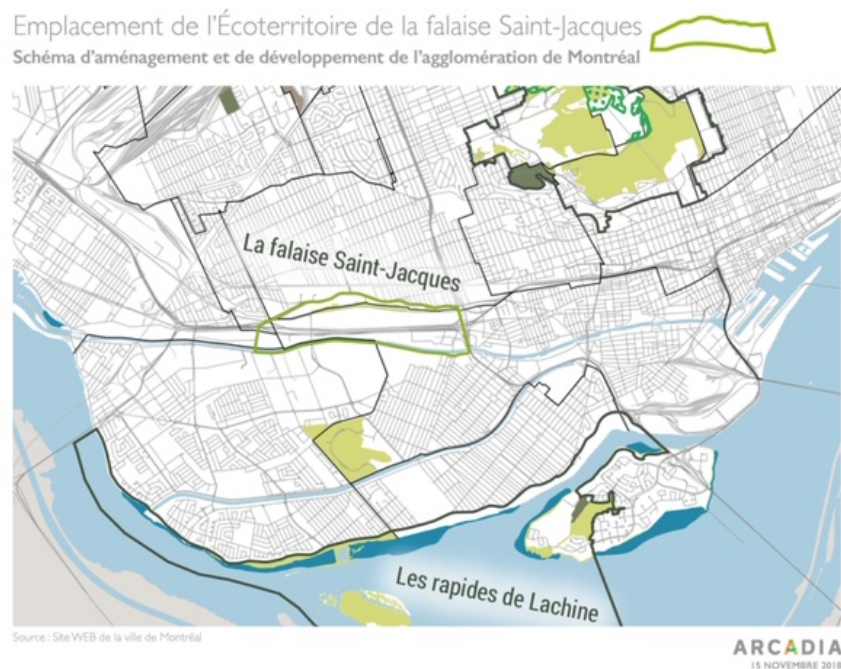 Emplacement de l'Écoterritoire de la falaise Saint-Jacques
Schéma d'aménagement et de développement de l'agglomération de Montréal
La falaise Saint-Jacques
Les rapides de Lachine
Source : Site WEB de la ville de Montréal
ARCADIA
15 NOVEMBRE 2018